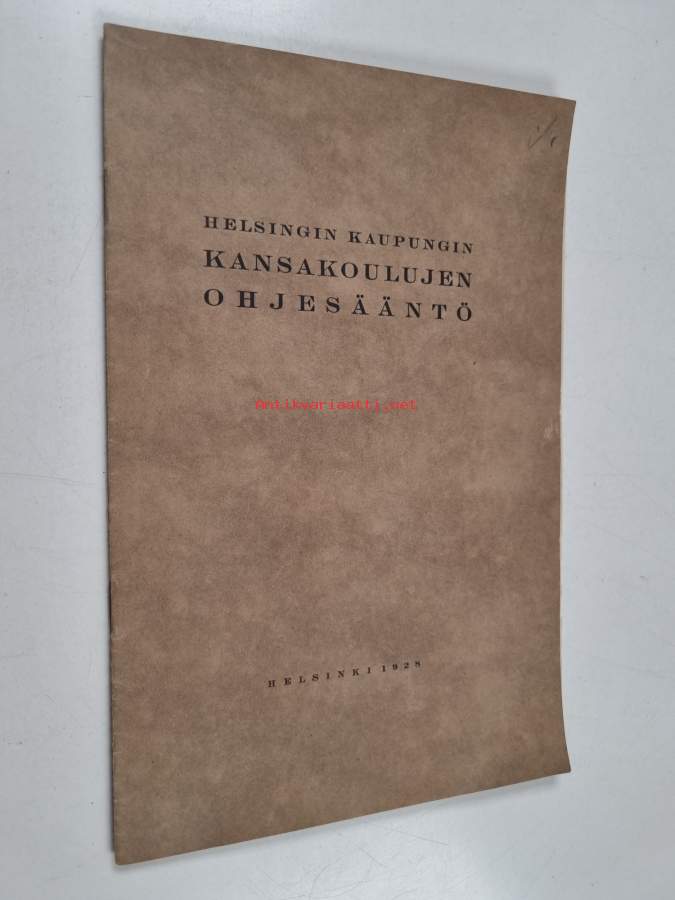 HELSINGIN KAUPUNGIN
KANSAKOULUJEN
OHJESÄÄNTÖ
Antikvariaatti.net
HELSINKI 1928